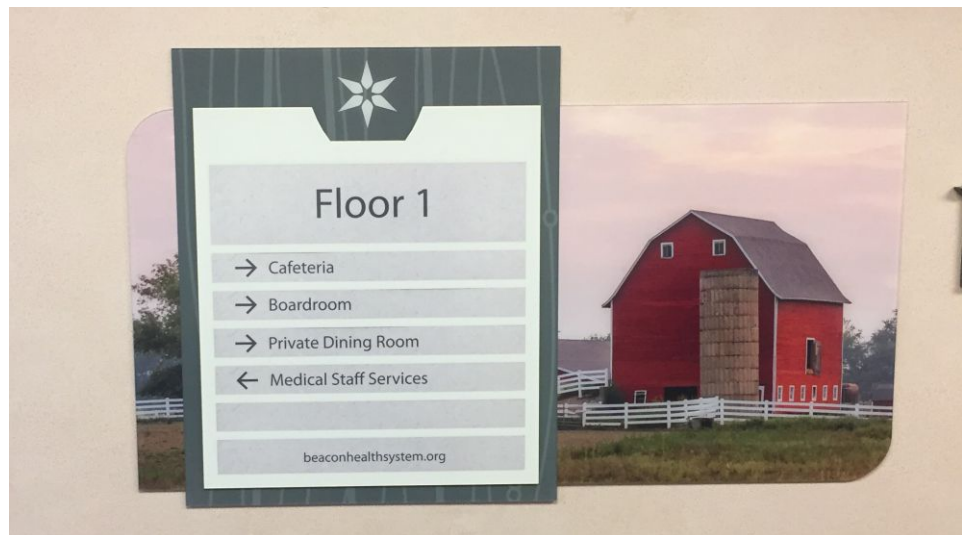 Floor 1
→ Cafeteria
→ Boardroom
→ Private Dining Room
← Medical Staff Services
beaconhealthsystem.org